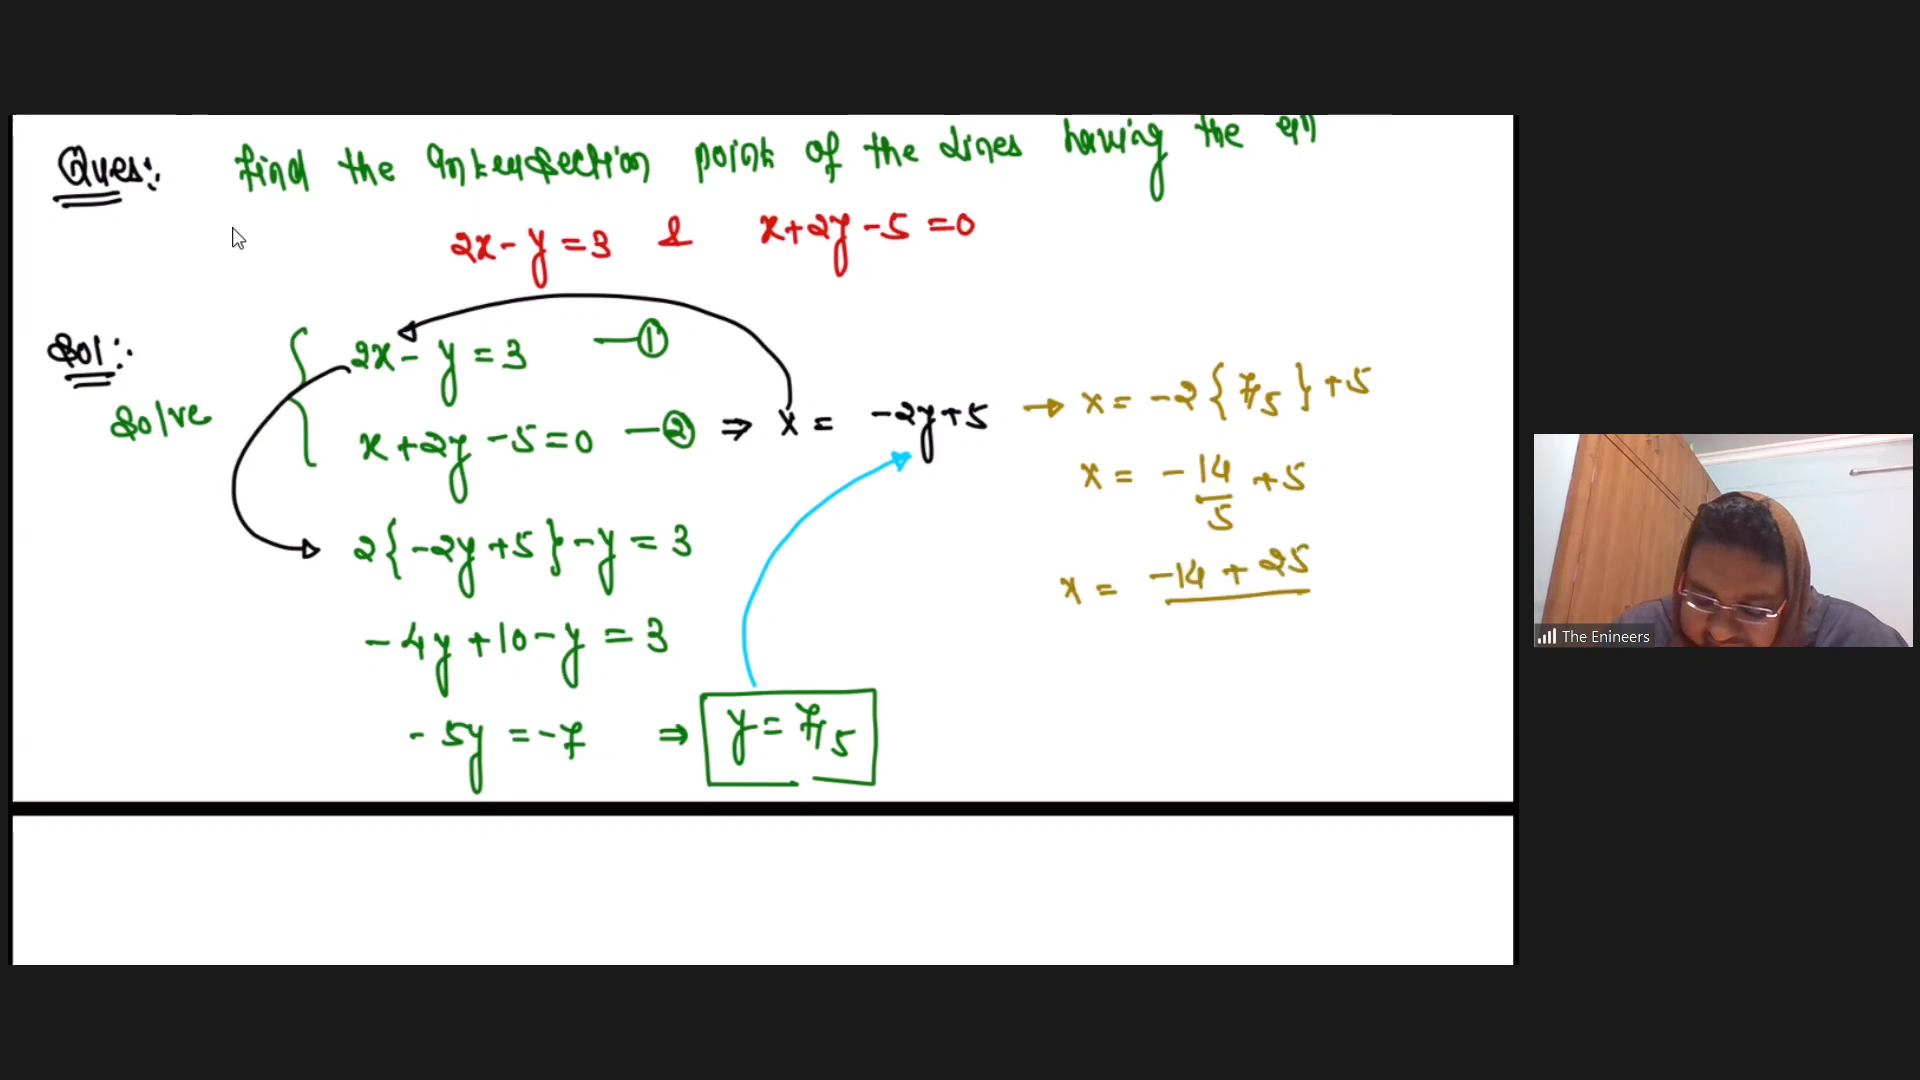 Ques: find the intersection point of the lines having the eqn
2x - y = 3 & x + 2y - 5 = 0
Sol:
Solve
2x - y = 3 —①
x + 2y - 5 = 0 —② ⇒ x = -2y + 5
2{-2y + 5} - y = 3
-4y + 10 - y = 3
-5y = -7 ⇒ y = 7/5
→ x = -2{7/5} + 5
x = -14/5 + 5
x = -14 + 25
The Enineers